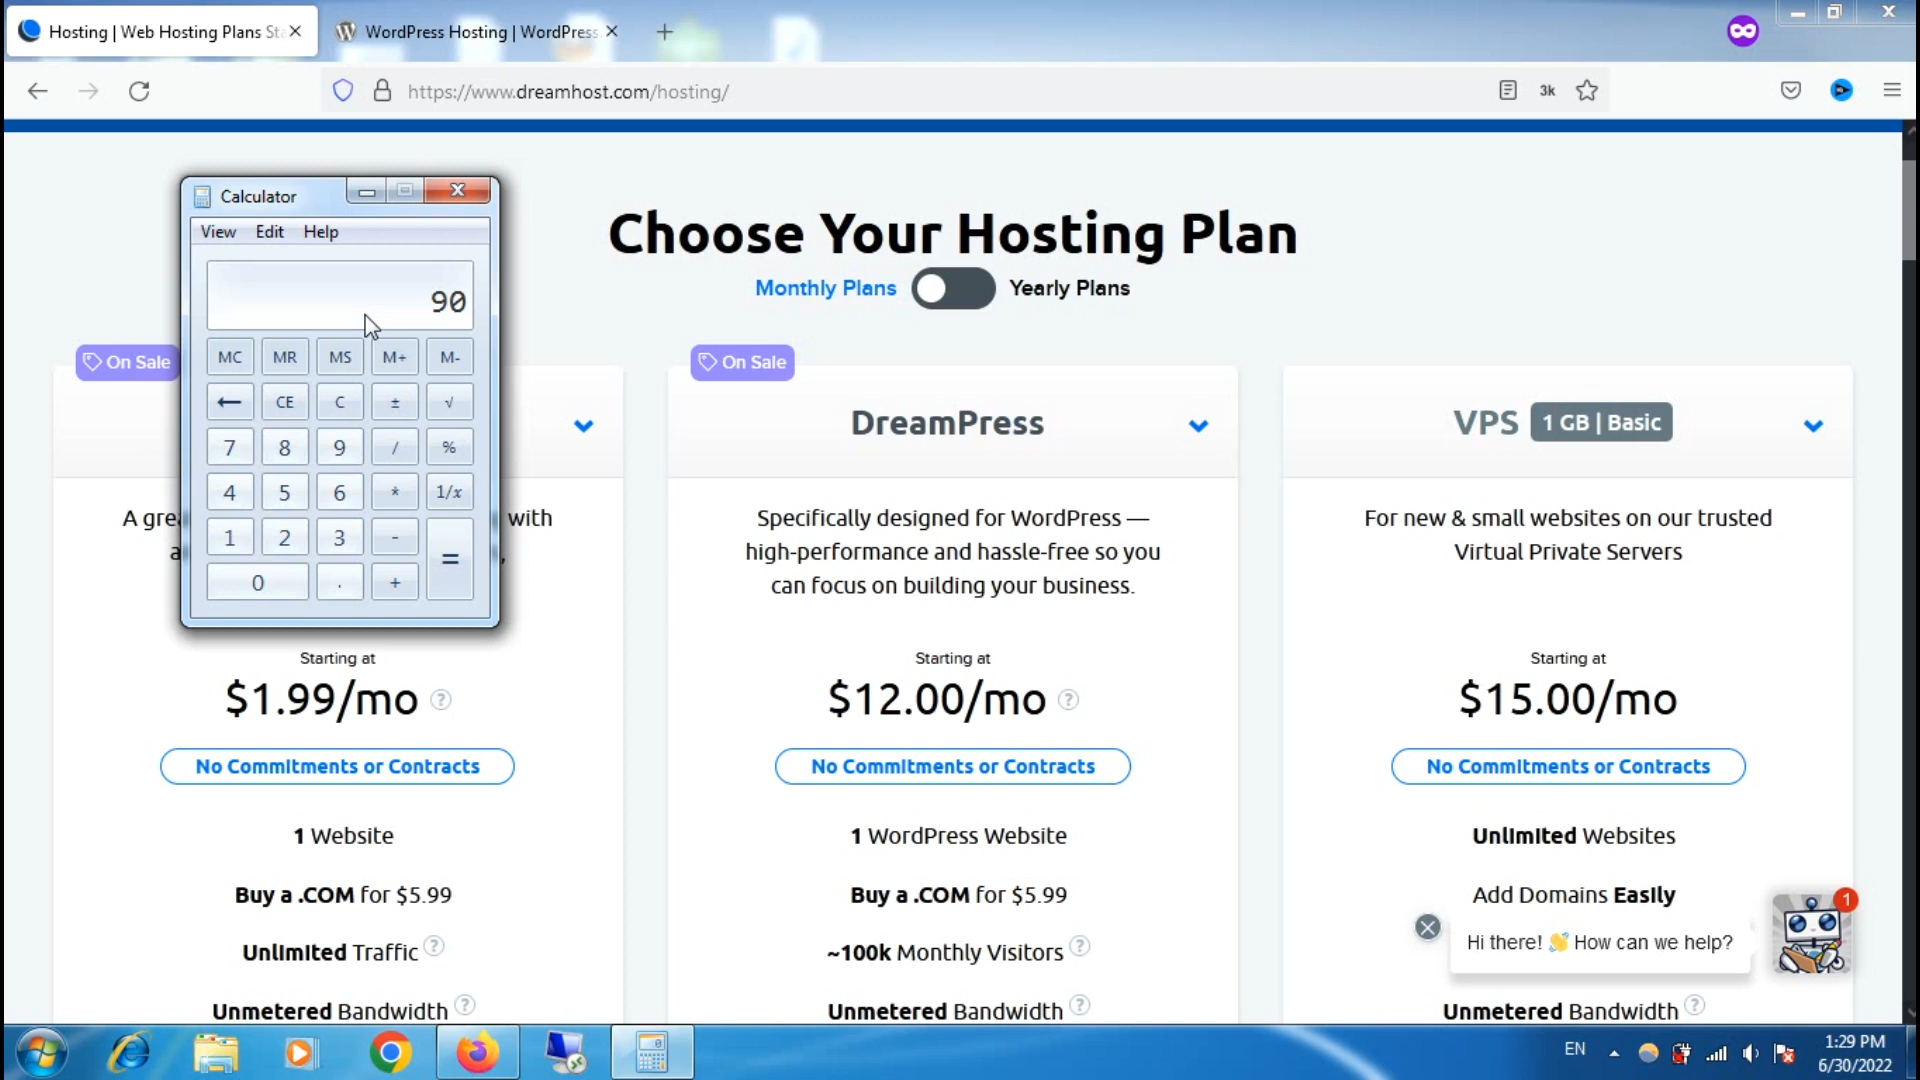 Hosting | Web Hosting Plans Sta
WordPress Hosting | WordPress.
https://www.dreamhost.com/hosting/
3k
Calculator
View Edit Help
90
MC MR MS M+ M-
← CE C ± √
7 8 9 / %
4 5 6 * 1/x
1 2 3 - =
0 . +
Choose Your Hosting Plan
Monthly Plans Yearly Plans
On Sale
A grea with
a ,
Starting at
$1.99/mo ?
No Commitments or Contracts
1 Website
Buy a .COM for $5.99
Unlimited Traffic ?
Unmetered Bandwidth ?
On Sale
DreamPress
Specifically designed for WordPress —
high-performance and hassle-free so you
can focus on building your business.
Starting at
$12.00/mo ?
No Commitments or Contracts
1 WordPress Website
Buy a .COM for $5.99
~100k Monthly Visitors ?
Unmetered Bandwidth ?
VPS 1 GB | Basic
For new & small websites on our trusted
Virtual Private Servers
Starting at
$15.00/mo
No Commitments or Contracts
Unlimited Websites
Add Domains Easily
Unmetered Bandwidth ?
1
Hi there! 👋 How can we help?
EN
1:29 PM
6/30/2022